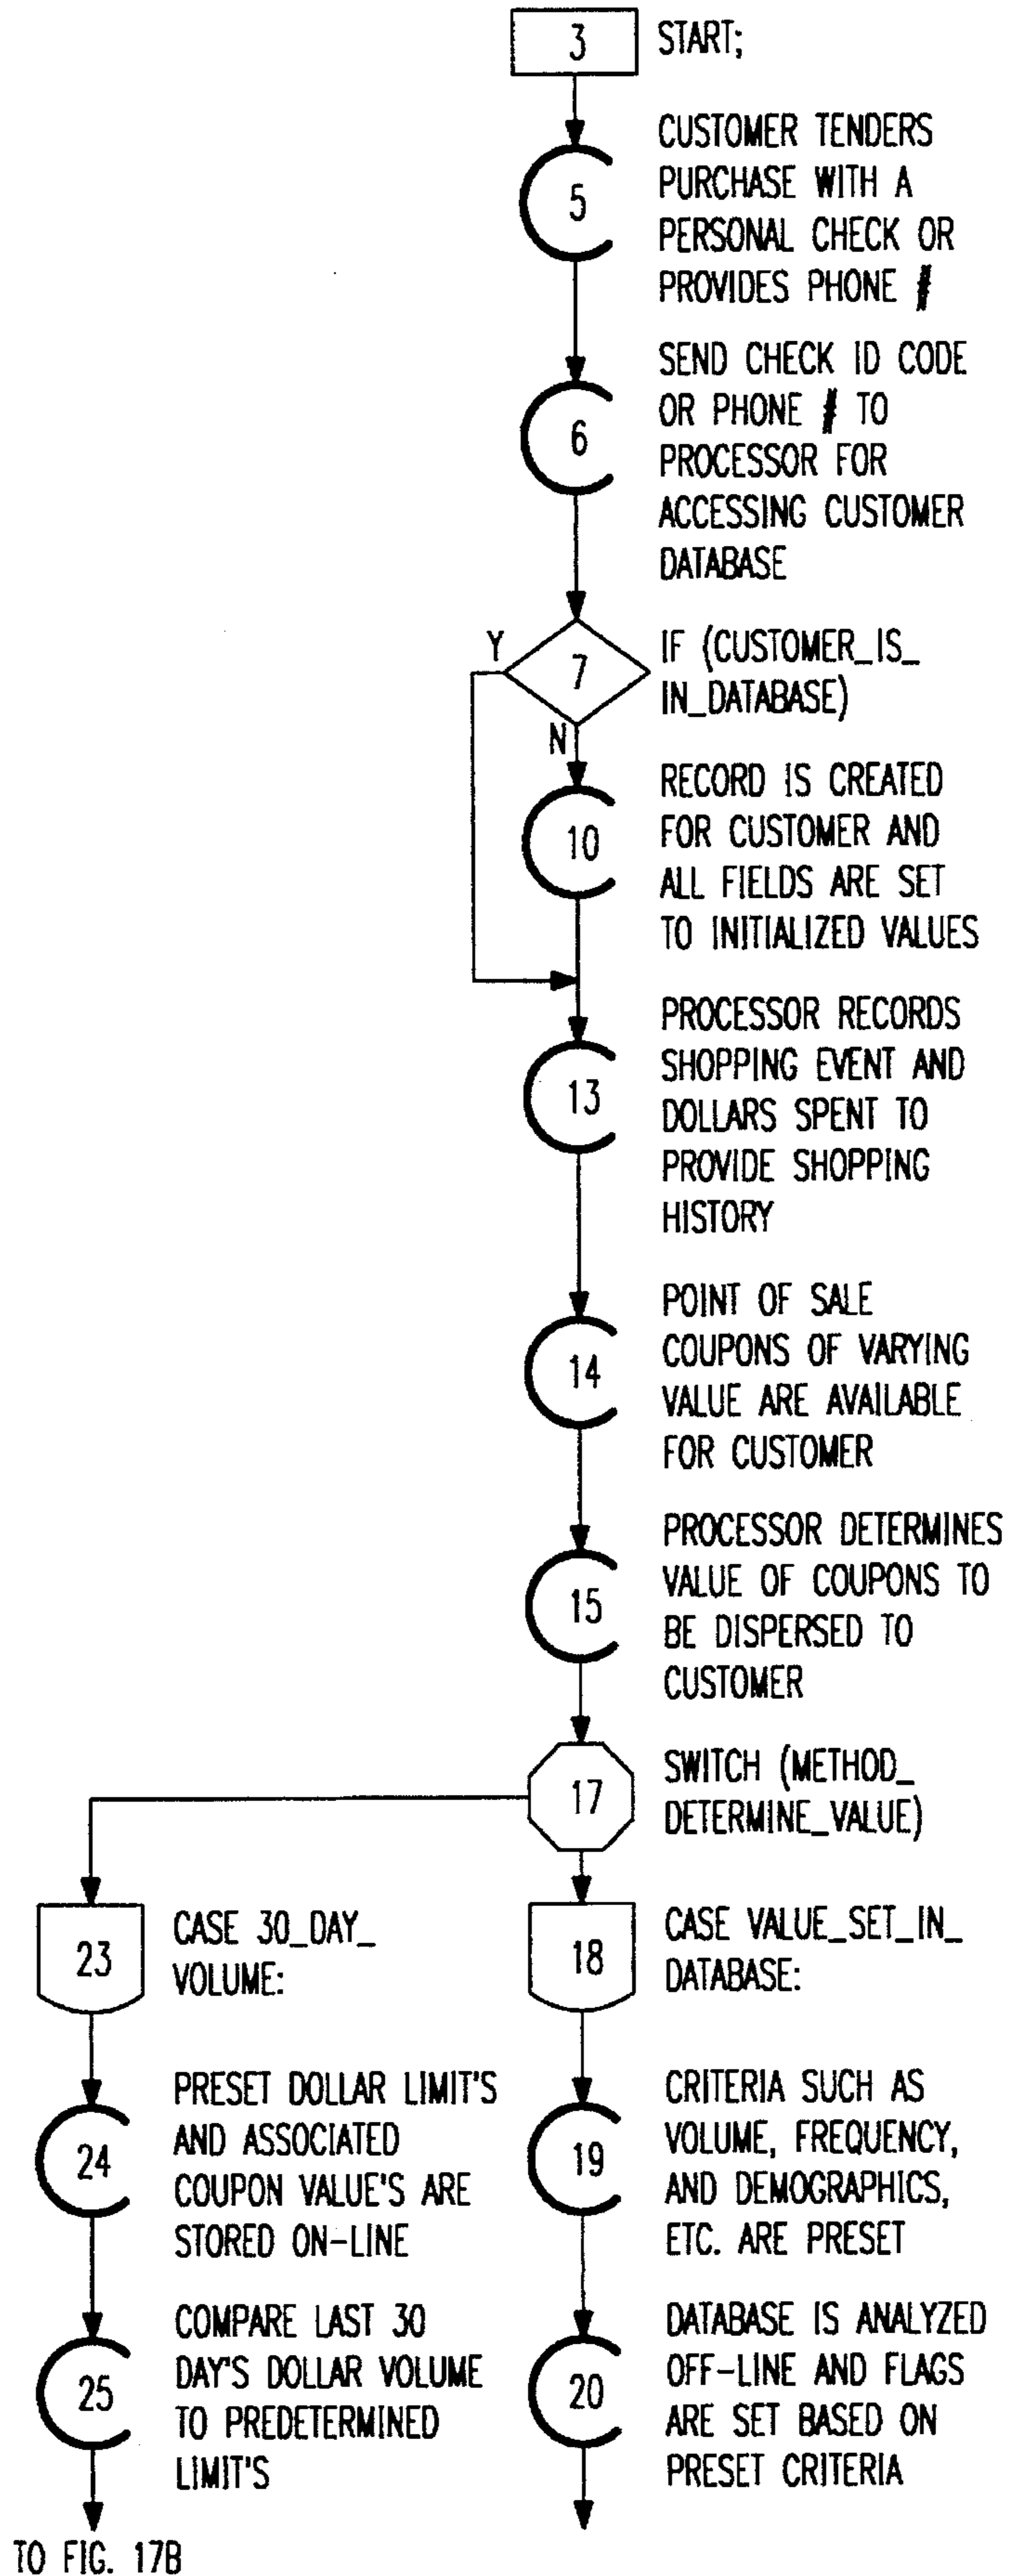 3 START;
CUSTOMER TENDERS
PURCHASE WITH A
5
PERSONAL CHECK OR
PROVIDES PHONE #
SEND CHECK ID CODE
OR PHONE # TO
6
PROCESSOR FOR
ACCESSING CUSTOMER
DATABASE
Y
7
N
IF (CUSTOMER_IS_
IN_DATABASE)
RECORD IS CREATED
FOR CUSTOMER AND
10
ALL FIELDS ARE SET
TO INITIALIZED VALUES
PROCESSOR RECORDS
SHOPPING EVENT AND
13
DOLLARS SPENT TO
PROVIDE SHOPPING
HISTORY
POINT OF SALE
COUPONS OF VARYING
14
VALUE ARE AVAILABLE
FOR CUSTOMER
PROCESSOR DETERMINES
VALUE OF COUPONS TO
15
BE DISPERSED TO
CUSTOMER
17
SWITCH (METHOD_
DETERMINE_VALUE)
23
CASE 30_DAY_
VOLUME:
18
CASE VALUE_SET_IN_
DATABASE:
24
PRESET DOLLAR LIMIT'S
AND ASSOCIATED
COUPON VALUE'S ARE
STORED ON-LINE
19
CRITERIA SUCH AS
VOLUME, FREQUENCY,
AND DEMOGRAPHICS,
ETC. ARE PRESET
25
COMPARE LAST 30
DAY'S DOLLAR VOLUME
TO PREDETERMINED
LIMIT'S
20
DATABASE IS ANALYZED
OFF-LINE AND FLAGS
ARE SET BASED ON
PRESET CRITERIA
TO FIG. 17B